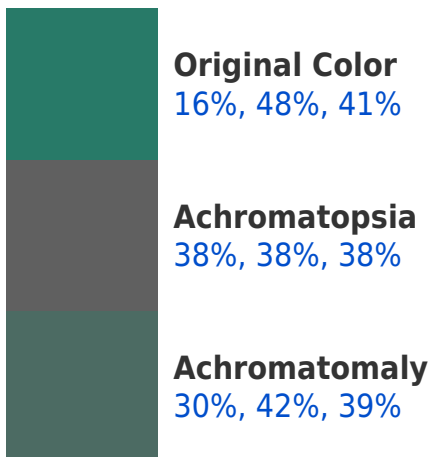 Original Color
16%, 48%, 41%
Achromatopsia
38%, 38%, 38%
Achromatomaly
30%, 42%, 39%